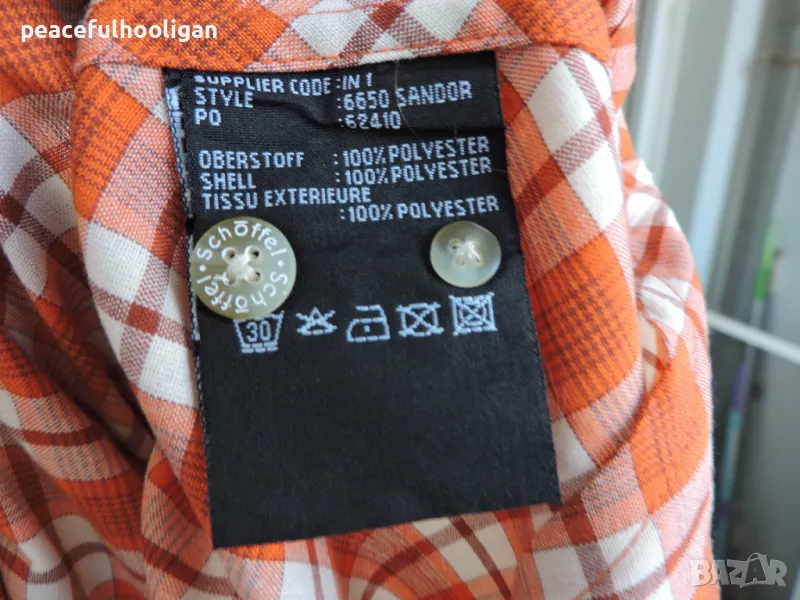 peacefulhooligan
SUPPLIER CODE :IN 1
STYLE :6650 SANDOR
PO :62410
OBERSTOFF :100% POLYESTER
SHELL :100% POLYESTER
TISSU EXTERIEURE
:100% POLYESTER
Schöffel · Schöffel ·
30
BAZAR